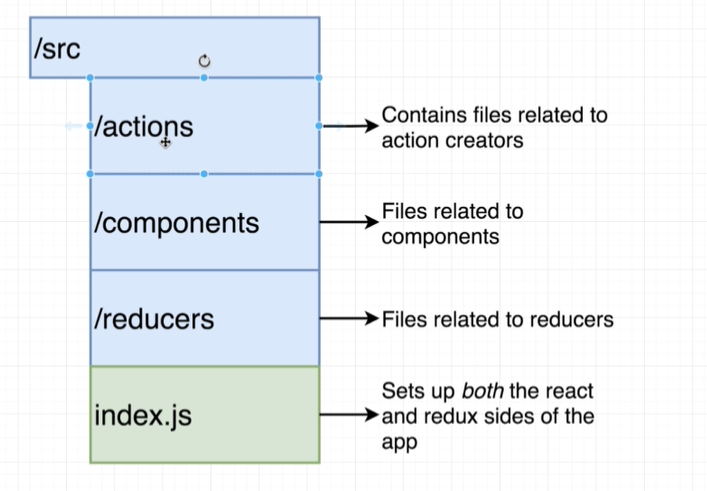 /src
/actions
Contains files related to
action creators
/components
Files related to
components
/reducers
Files related to reducers
index.js
Sets up both the react
and redux sides of the
app